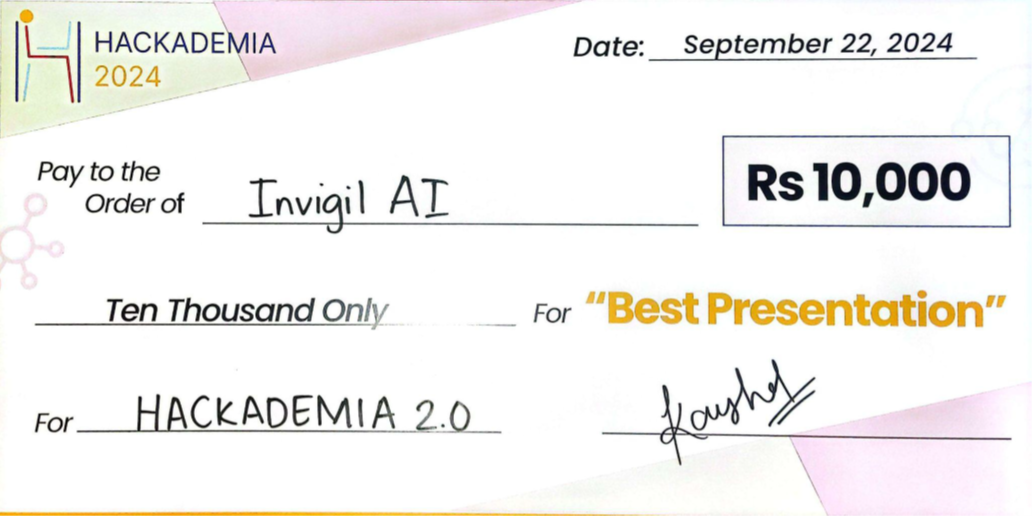 HACKADEMIA
2024
Date: September 22, 2024
Pay to the
Order of Invigil AI
Rs 10,000
Ten Thousand Only For “Best Presentation”
For HACKADEMIA 2.0